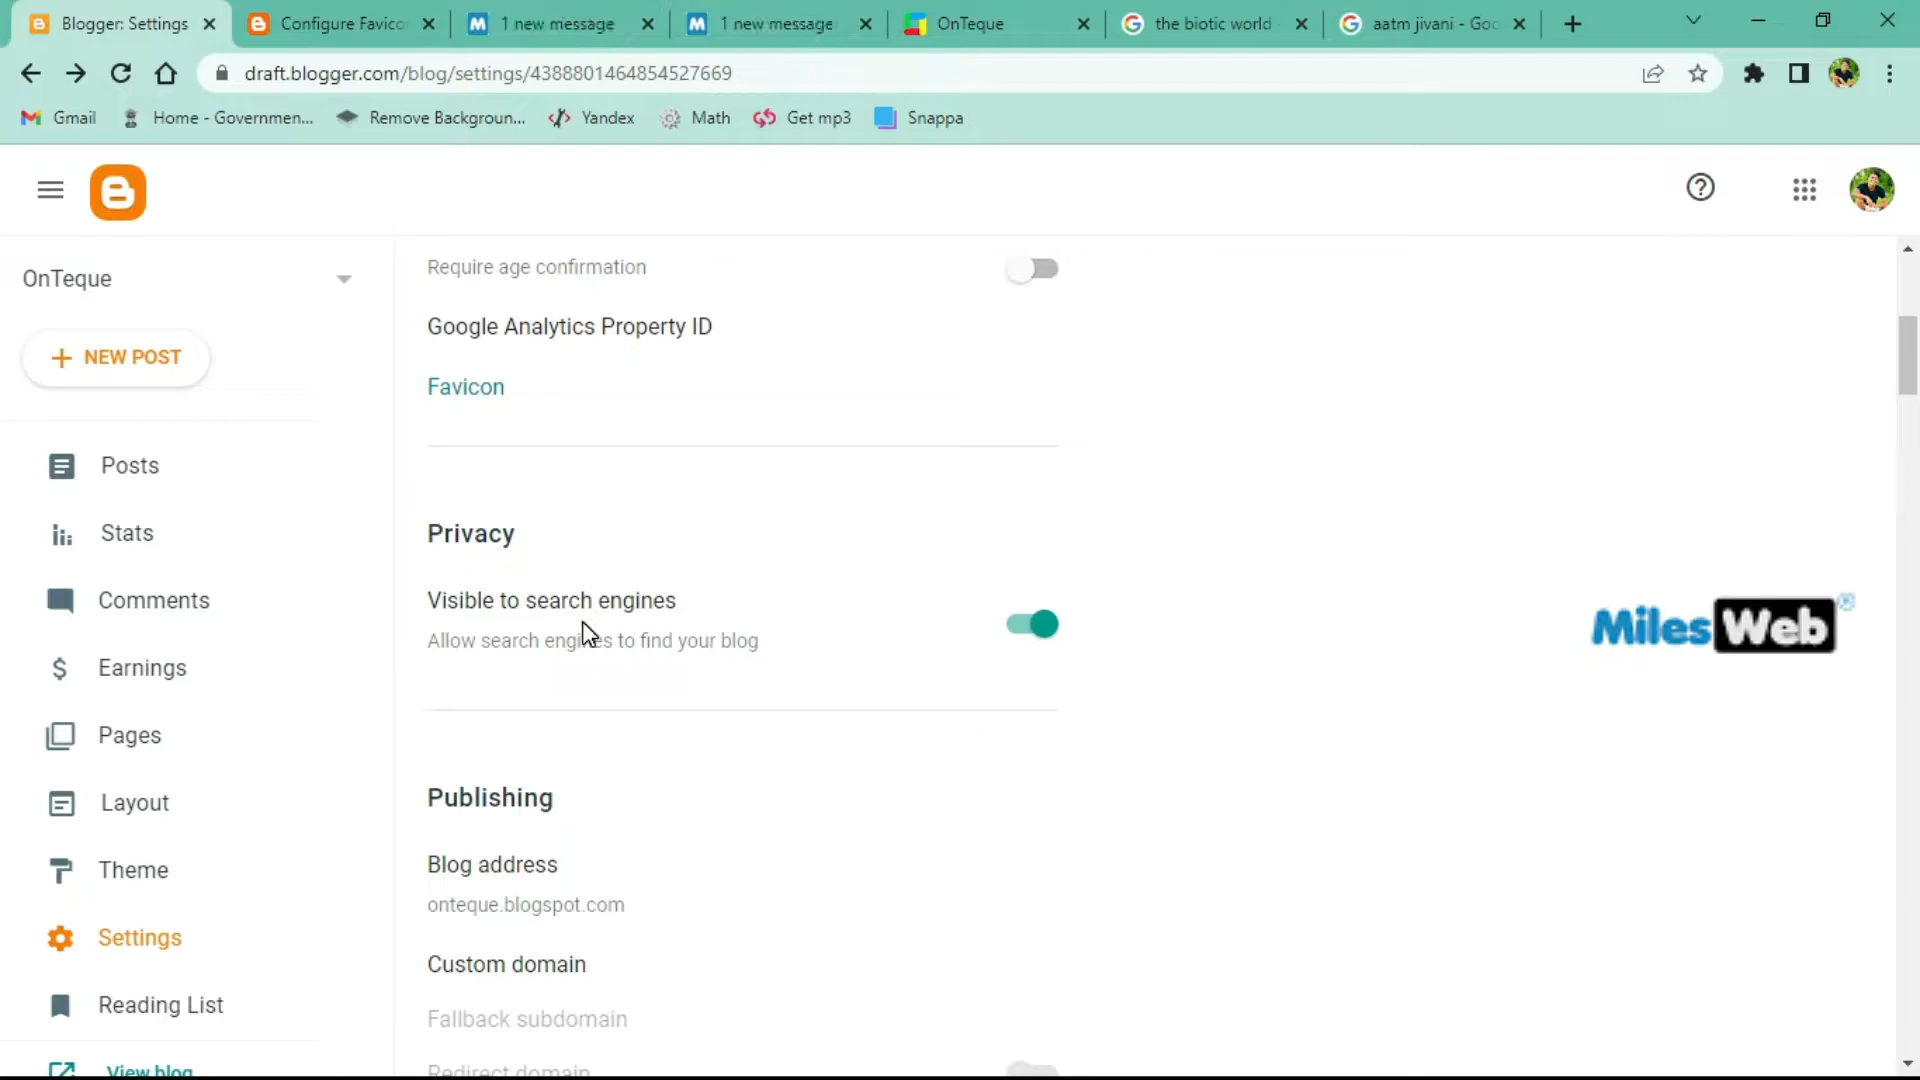 Blogger: Settings
Configure Favico
1 new message
1 new message
OnTeque
the biotic world
aatm jivani - Goo
draft.blogger.com/blog/settings/4388801464854527669
Gmail
Home - Governmen...
Remove Backgroun...
Yandex
Math
Get mp3
Snappa
OnTeque
NEW POST
Posts
Stats
Comments
Earnings
Pages
Layout
Theme
Settings
Reading List
View blog
Require age confirmation
Google Analytics Property ID
Favicon
Privacy
Visible to search engines
Allow search engines to find your blog
Publishing
Blog address
onteque.blogspot.com
Custom domain
Fallback subdomain
Redirect domain
MilesWeb®